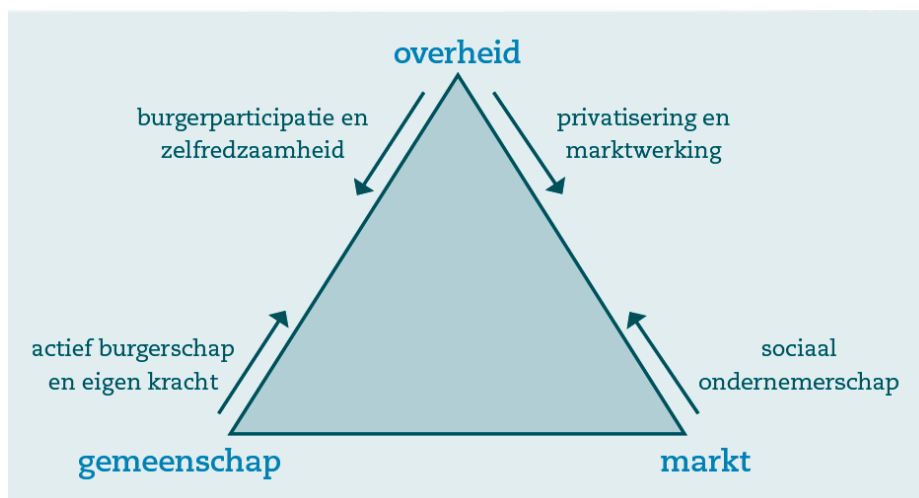 overheid
burgerparticipatie en
zelfredzaamheid
privatisering en
marktwerking
actief burgerschap
en eigen kracht
sociaal
ondernemerschap
gemeenschap
markt